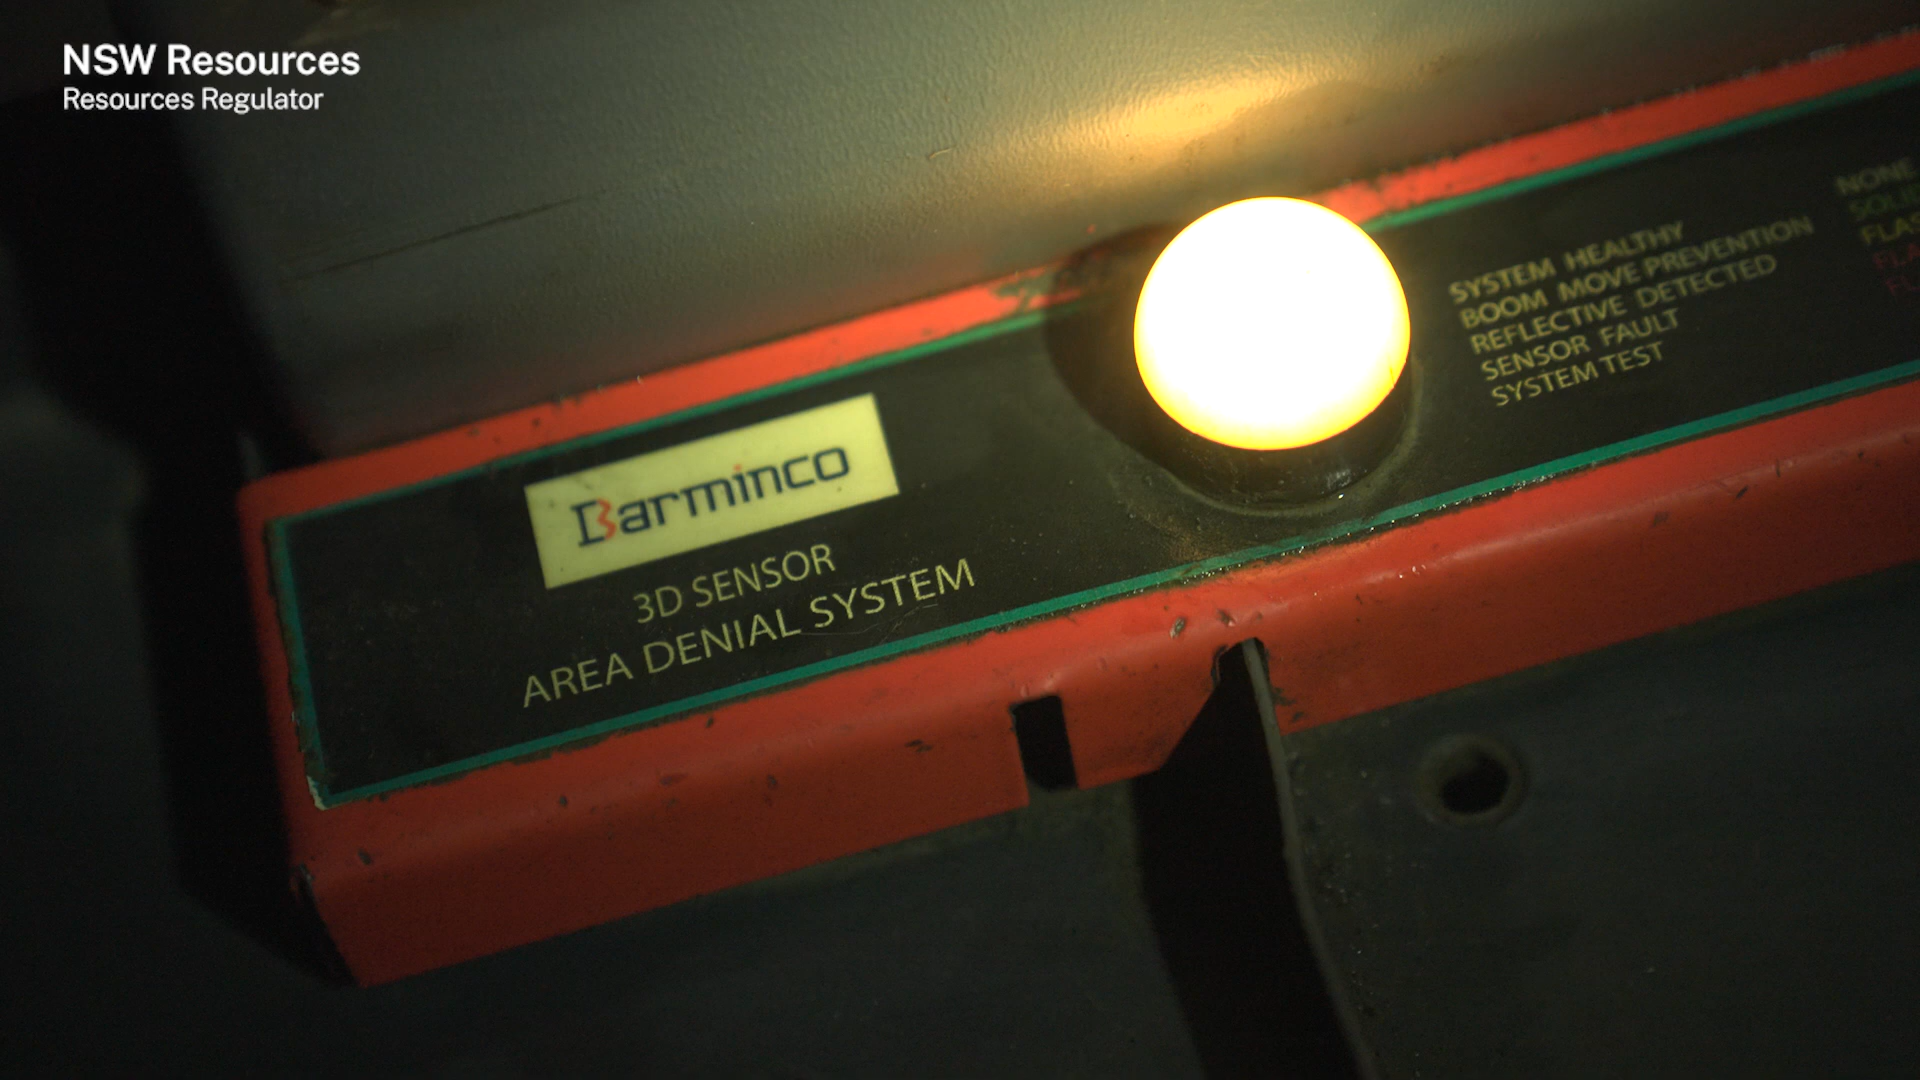 NSW Resources
Resources Regulator
Barminco
3D SENSOR
AREA DENIAL SYSTEM
SYSTEM HEALTHY
BOOM MOVE PREVENTION
REFLECTIVE DETECTED
SENSOR FAULT
SYSTEM TEST
NONE